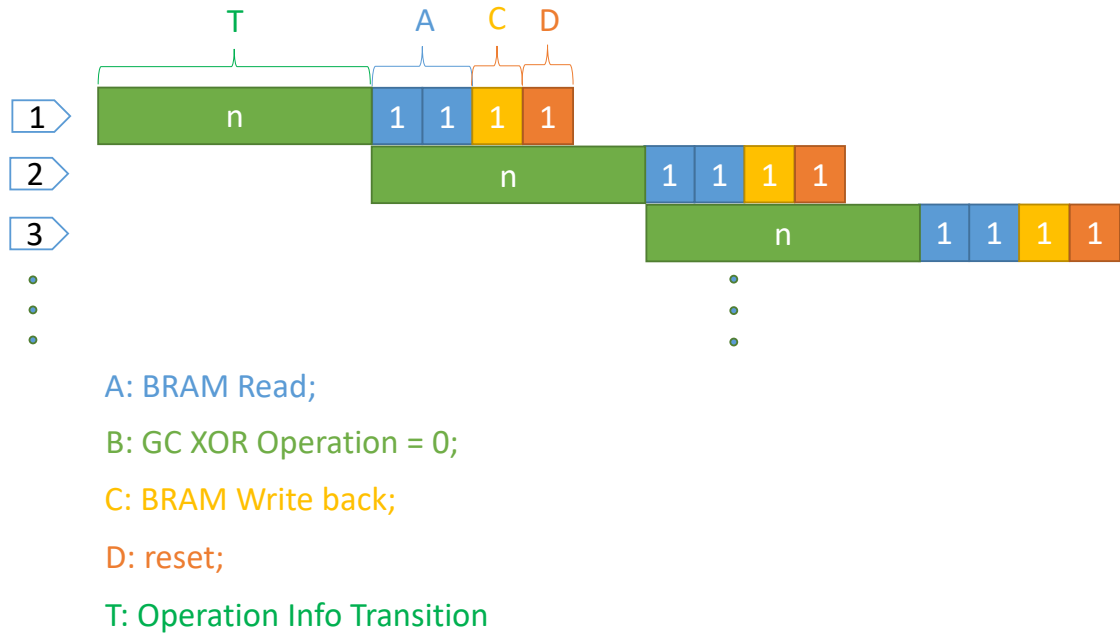 T A C D
1 n 1 1 1 1
2 n 1 1 1 1
3 n 1 1 1 1
A: BRAM Read;
B: GC XOR Operation = 0;
C: BRAM Write back;
D: reset;
T: Operation Info Transition